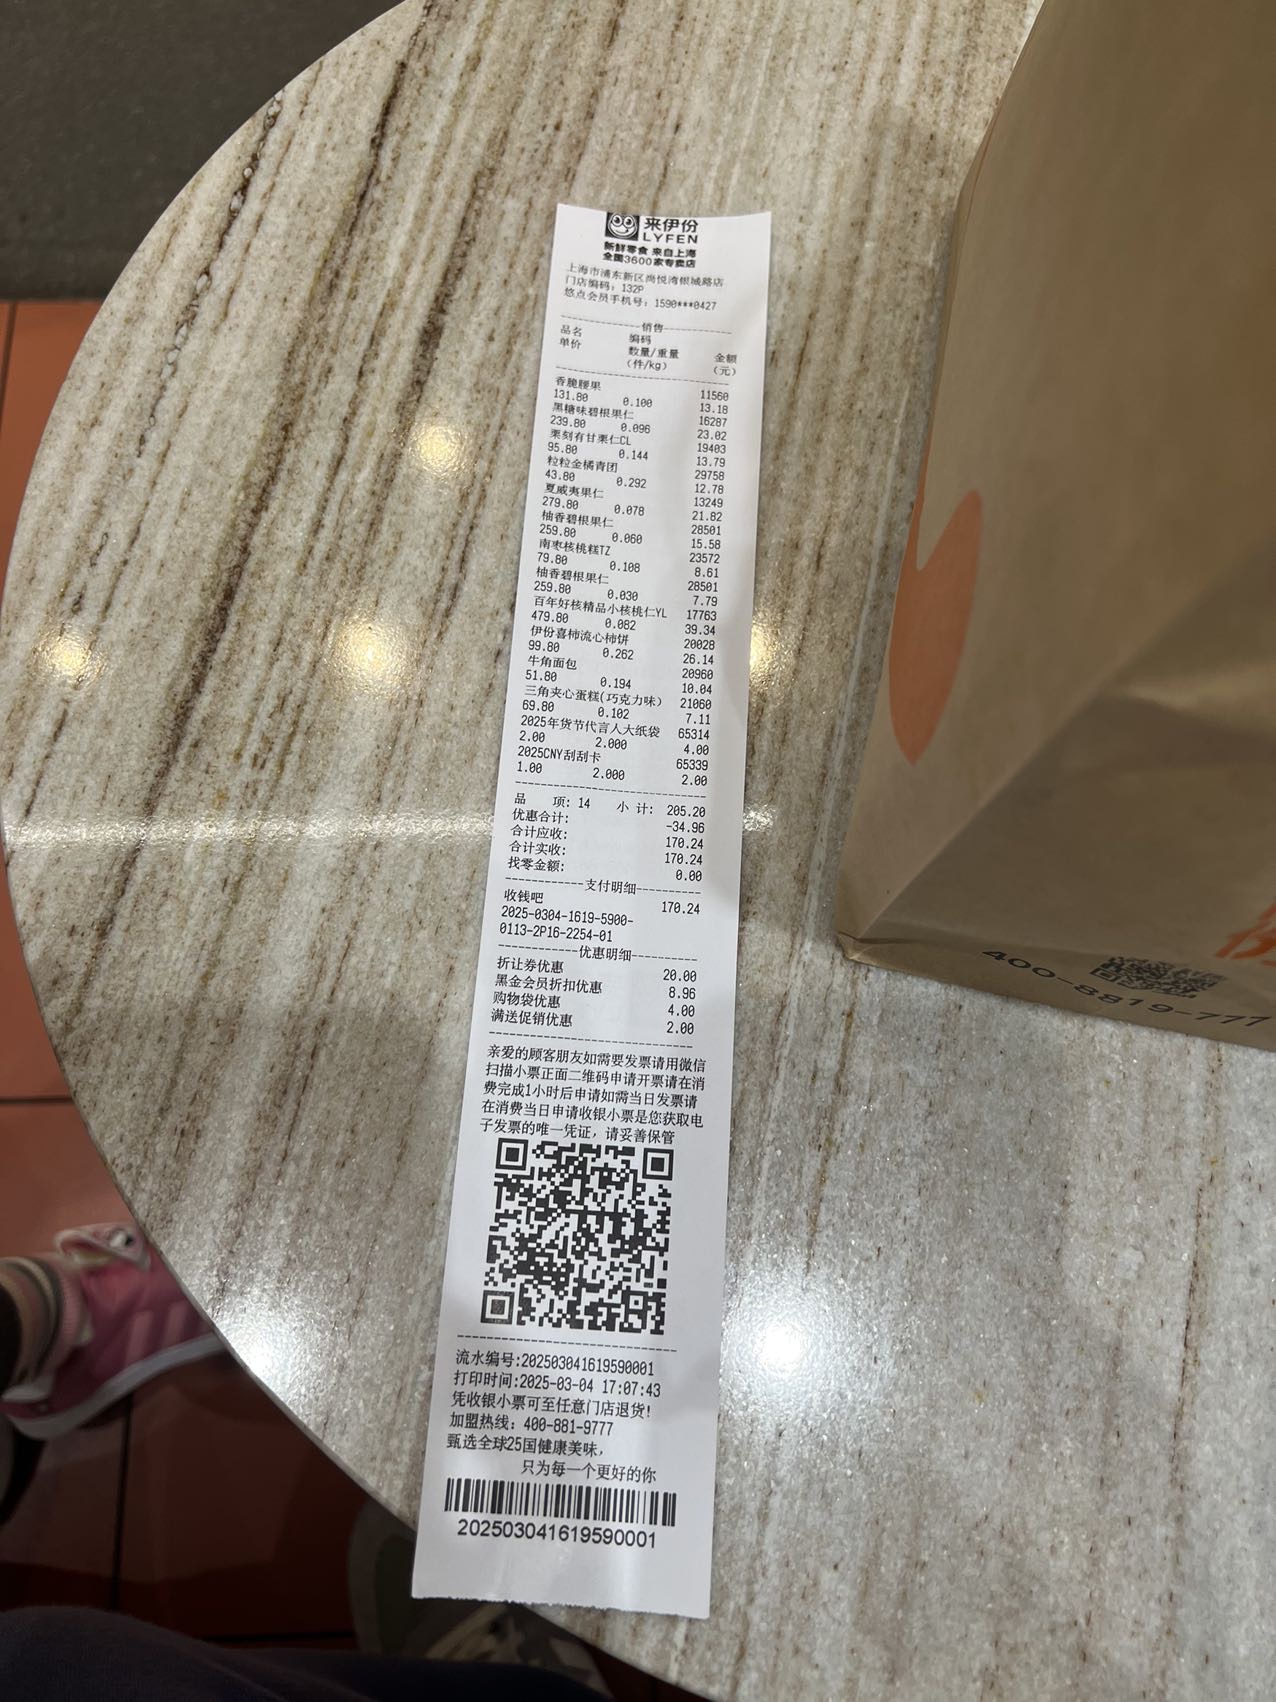 来伊份
LYFEN
新鲜零食 来自上海
全国3600家专卖店
上海市浦东新区尚悦湾银城路店
门店编码: 132P
悠点会员手机号: 1590***0427
销售
品名 编码
单价 数量/重量 金额
(件/kg) (元)
香脆腰果 11560
131.80 0.100 13.18
黑糖味碧根果仁 16287
239.80 0.096 23.02
栗刻有甘栗仁CL 19403
95.80 0.144 13.79
粒粒金橘青团 29758
43.80 0.292 12.78
夏威夷果仁 13249
279.80 0.078 21.82
柚香碧根果仁 28501
259.80 0.060 15.58
南枣核桃糕TZ 23572
79.80 0.108 8.61
柚香碧根果仁 28501
259.80 0.030 7.79
百年好核精品小核桃仁YL 17763
479.80 0.082 39.34
伊份喜柿流心柿饼 20028
99.80 0.262 26.14
牛角面包 20960
51.80 0.194 10.04
三角夹心蛋糕(巧克力味) 21060
69.80 0.102 7.11
2025年货节代言人大纸袋 65314
2.00 2.000 4.00
2025CNY刮刮卡 65339
1.00 2.000 2.00
品 项: 14 小 计: 205.20
优惠合计: -34.96
合计应收: 170.24
合计实收: 170.24
找零金额: 0.00
支付明细
收钱吧 170.24
2025-0304-1619-5900-
0113-2P16-2254-01
优惠明细
折让券优惠 20.00
黑金会员折扣优惠 8.96
购物袋优惠 4.00
满送促销优惠 2.00
亲爱的顾客朋友如需要发票请用微信
扫描小票正面二维码申请开票请在消
费完成1小时后申请如需当日发票请
在消费当日申请收银小票是您获取电
子发票的唯一凭证, 请妥善保管
流水编号:202503041619590001
打印时间:2025-03-04 17:07:43
凭收银小票可至任意门店退货!
加盟热线: 400-881-9777
甄选全球25国健康美味,
只为每一个更好的你
202503041619590001
400-8819-777